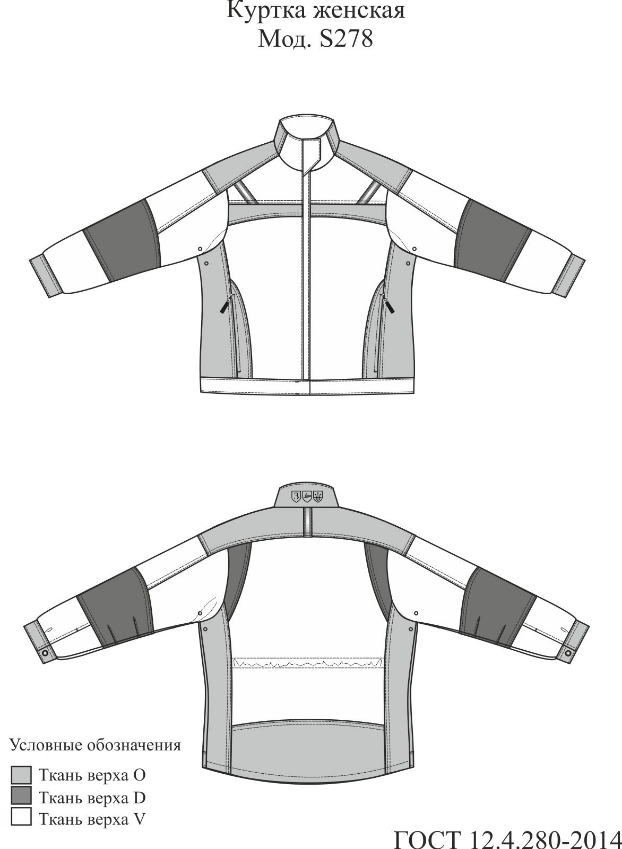 Куртка женская
Мод. S278
Условные обозначения
Ткань верха O
Ткань верха D
Ткань верха V
ГОСТ 12.4.280-2014